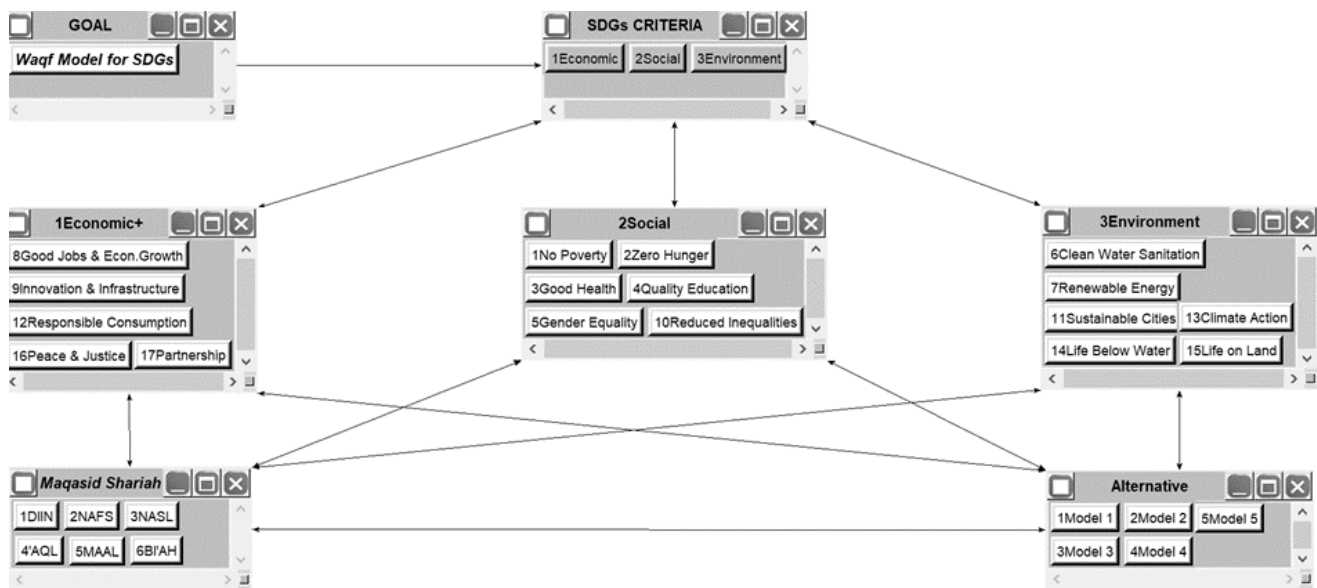 GOAL
Waqf Model for SDGs
SDGs CRITERIA
1Economic 2Social 3Environment
1Economic+
8Good Jobs & Econ.Growth
9Innovation & Infrastructure
12Responsible Consumption
16Peace & Justice 17Partnership
2Social
1No Poverty 2Zero Hunger
3Good Health 4Quality Education
5Gender Equality 10Reduced Inequalities
3Environment
6Clean Water Sanitation
7Renewable Energy
11Sustainable Cities 13Climate Action
14Life Below Water 15Life on Land
Maqasid Shariah
1DIIN 2NAFS 3NASL
4'AQL 5MAAL 6BI'AH
Alternative
1Model 1 2Model 2 5Model 5
3Model 3 4Model 4